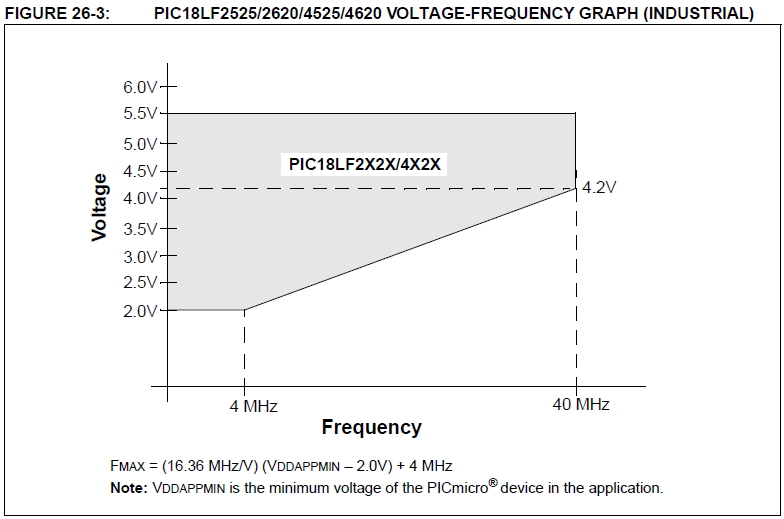 FIGURE 26-3: PIC18LF2525/2620/4525/4620 VOLTAGE-FREQUENCY GRAPH (INDUSTRIAL)
6.0V
5.5V
5.0V
4.5V
4.0V
3.5V
3.0V
2.5V
2.0V
Voltage
PIC18LF2X2X/4X2X
4.2V
4 MHz
40 MHz
Frequency
FMAX = (16.36 MHz/V) (VDDAPPMIN – 2.0V) + 4 MHz
Note: VDDAPPMIN is the minimum voltage of the PICmicro® device in the application.